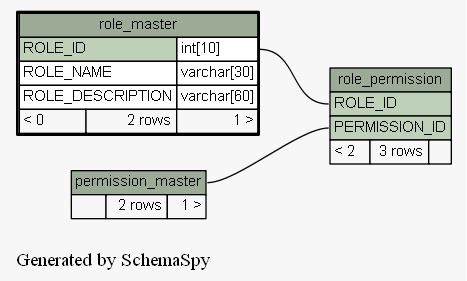 role_master
ROLE_ID int[10]
ROLE_NAME varchar[30]
ROLE_DESCRIPTION varchar[60]
< 0 2 rows 1 >
role_permission
ROLE_ID
PERMISSION_ID
< 2 3 rows
permission_master
2 rows 1 >
Generated by SchemaSpy